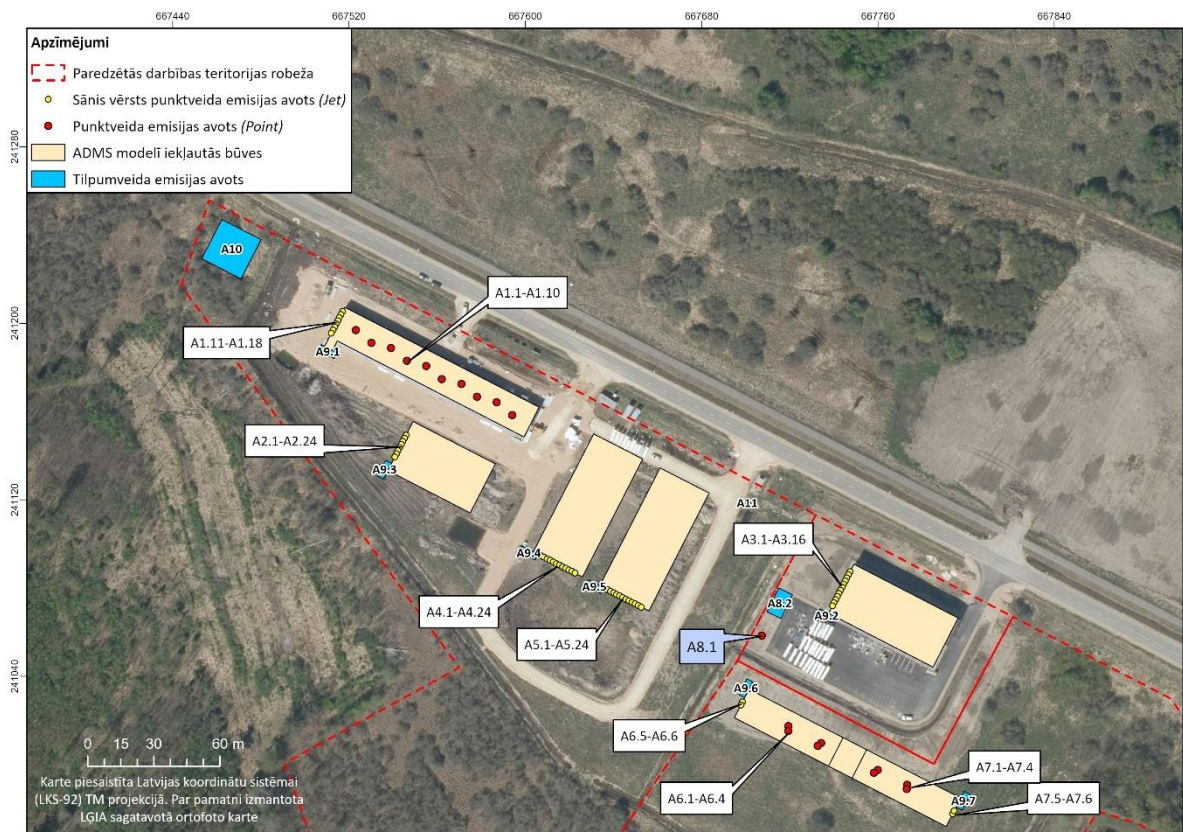 667440
667520
667600
667680
667760
667840
Apzīmējumi
Paredzētās darbības teritorijas robeža
Sānis vērsts punktveida emisijas avots (Jet)
Punktveida emisijas avots (Point)
ADMS modelī iekļautās būves
Tilpumveida emisijas avots
241280
241200
241120
241040
A10
A1.1-A1.10
A1.11-A1.18
A9.1
A2.1-A2.24
A9.3
A11
A3.1-A3.16
A9.4
A9.5
A8.2
A9.2
A4.1-A4.24
A5.1-A5.24
A8.1
A9.6
A6.5-A6.6
A6.1-A6.4
A7.1-A7.4
A9.7
A7.5-A7.6
0 15 30 60 m
Karte piesaistīta Latvijas koordinātu sistēmai
(LKS-92) TM projekcijā. Par pamatni izmantota
LĢIA sagatavotā ortofoto karte